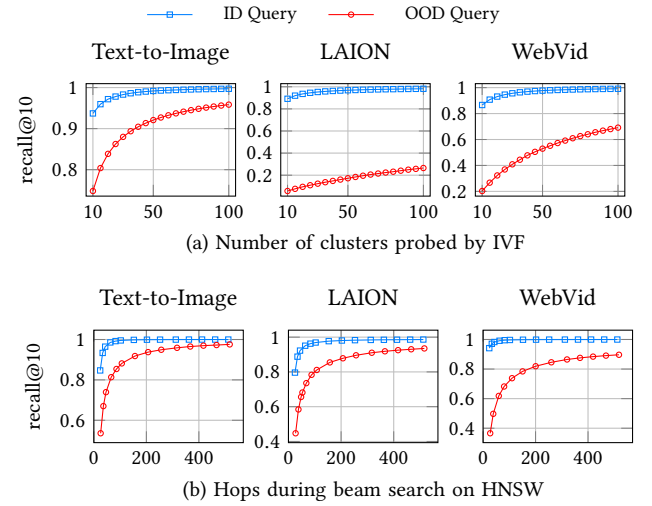 ID Query OOD Query
Text-to-Image LAION WebVid
recall@10
1
0.9
0.8
10 50 100
1
0.8
0.6
0.4
0.2
10 50 100
1
0.8
0.6
0.4
0.2
10 50 100
(a) Number of clusters probed by IVF
Text-to-Image LAION WebVid
recall@10
1
0.8
0.6
0 200 400
1
0.8
0.6
0.4
0 200 400
1
0.8
0.6
0.4
0 200 400
(b) Hops during beam search on HNSW